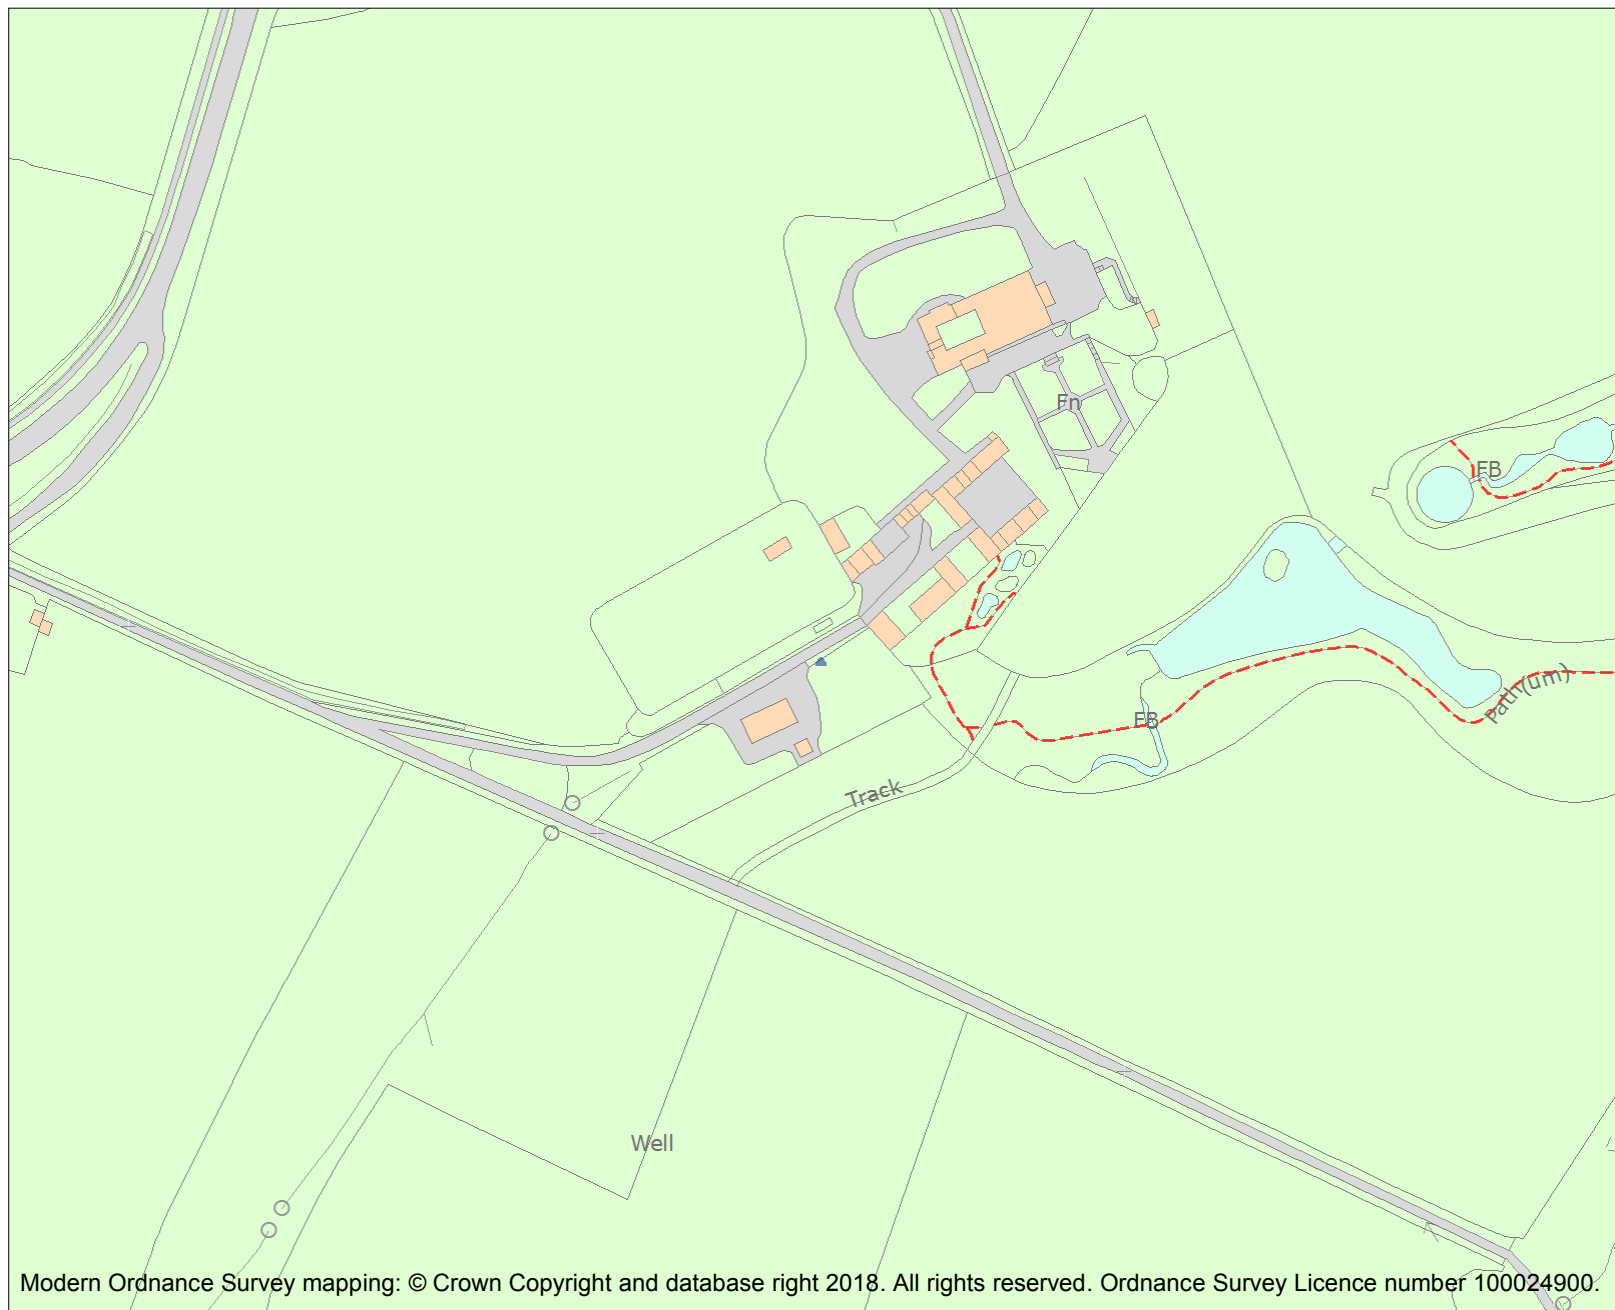 Fn
FB
Path (um)
FB
Track
Well
Modern Ordnance Survey mapping: © Crown Copyright and database right 2018. All rights reserved. Ordnance Survey Licence number 100024900.